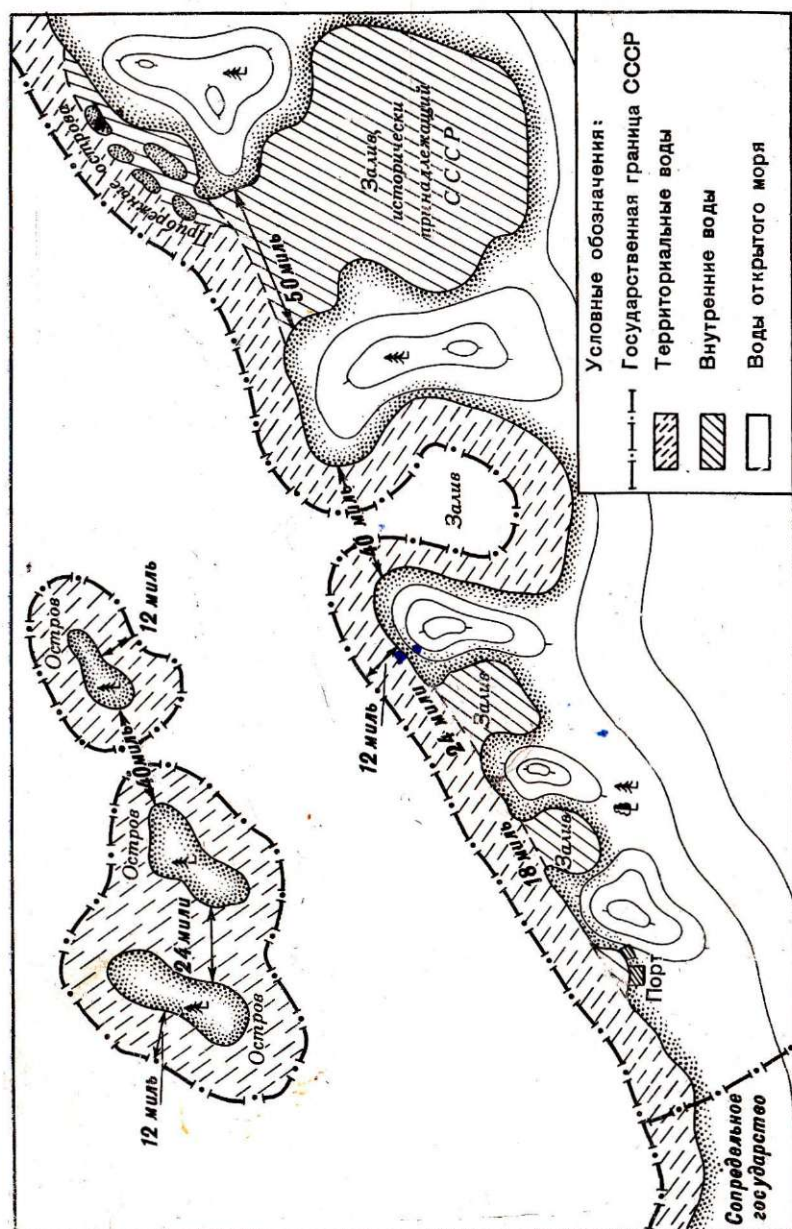 Прибрежные острова
Залив,
исторически
принадлежащий
СССР
50 миль
Остров
12 миль
40 миль
Остров
24 мили
12 миль
Остров
40 миль
Залив
12 миль
24 мили
Залив
18 миль
Залив
Порт
Сопредельное
государство
Условные обозначения:
Государственная граница СССР
Территориальные воды
Внутренние воды
Воды открытого моря